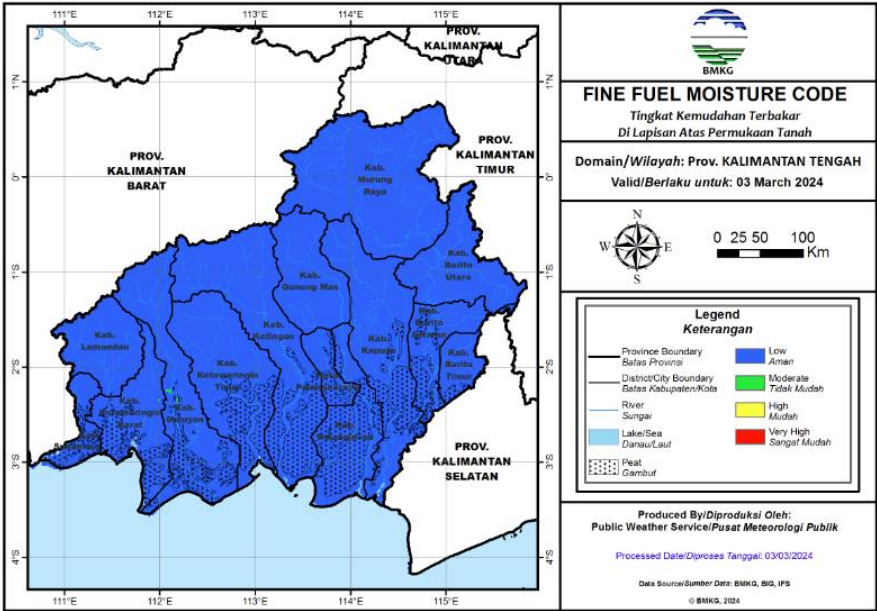 111°E
112°E
113°E
114°E
115°E
1°N
0°
1°S
2°S
3°S
4°S
PROV.
KALIMANTAN
UTARA
PROV.
KALIMANTAN
BARAT
PROV.
KALIMANTAN
TIMUR
Kab.
Murung
Raya
Kab.
Barito
Utara
Kab.
Gunung Mas
Kab.
Lamandau
Kab.
Katingan
Kab.
Kapuas
Kab.
Barito
Selatan
Kab.
Barito
Timur
Kab.
Kotawaringin
Timur
Kab.
Kotawaringin
Barat
Kab.
Seruyan
Kab.
PROV.
KALIMANTAN
SELATAN
1°N
0°
1°S
2°S
3°S
4°S
111°E
112°E
113°E
114°E
115°E
BMKG
FINE FUEL MOISTURE CODE
Tingkat Kemudahan Terbakar
Di Lapisan Atas Permukaan Tanah
Domain/Wilayah: Prov. KALIMANTAN TENGAH
Valid/Berlaku untuk: 03 March 2024
N
W E
S
0 25 50 100
Km
Legend
Keterangan
Province Boundary
Batas Provinsi
District/City Boundary
Batas Kabupaten/Kota
River
Sungai
Lake/Sea
Danau/Laut
Peat
Gambut
Low
Aman
Moderate
Tidak Mudah
High
Mudah
Very High
Sangat Mudah
Produced By/Diproduksi Oleh:
Public Weather Service/Pusat Meteorologi Publik
Processed Date/Diproses Tanggal: 03/03/2024
Data Source/Sumber Data: BMKG, BIG, IFS
© BMKG, 2024